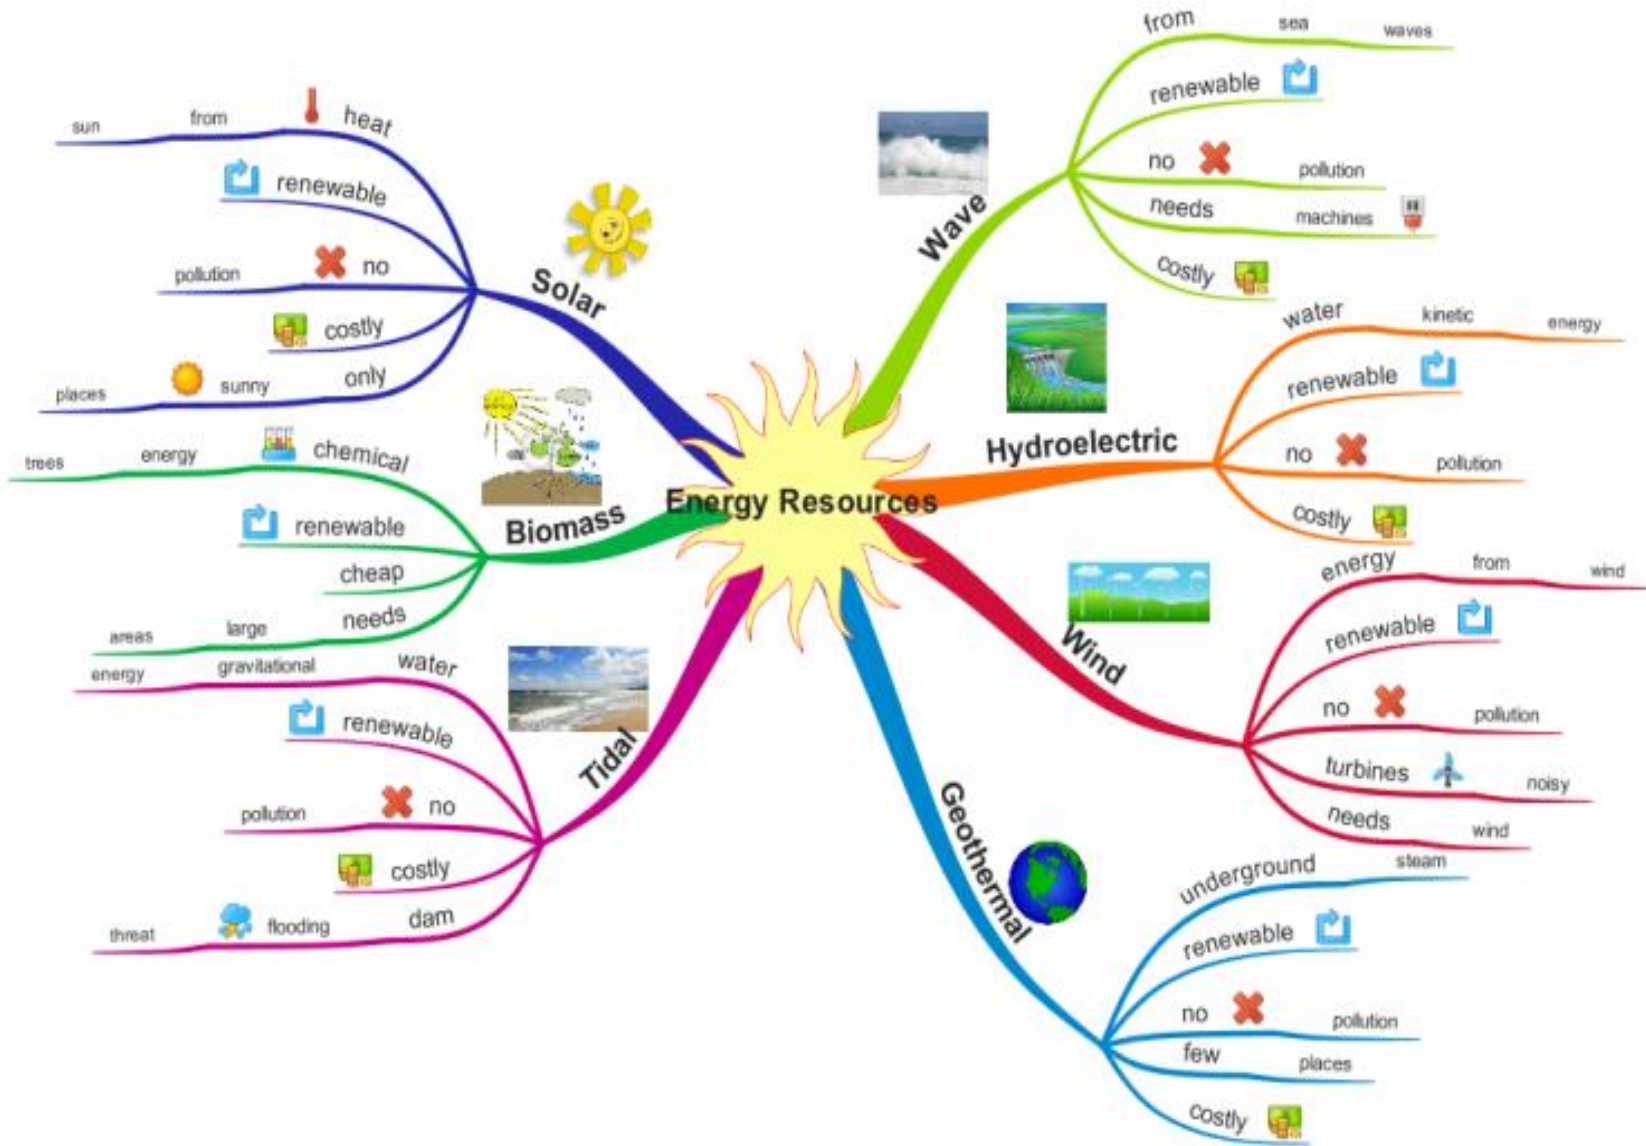 Energy Resources
Wave
from sea waves
renewable
no pollution
needs machines
costly
Hydroelectric
water kinetic energy
renewable
no pollution
costly
Wind
energy from wind
renewable
no pollution
turbines noisy
needs wind
Geothermal
underground steam
renewable
no pollution
few places
costly
Tidal
water gravitational energy
renewable
no pollution
costly
dam flooding threat
Biomass
chemical energy trees
renewable
cheap
needs large areas
Solar
heat from sun
renewable
no pollution
costly
only sunny places